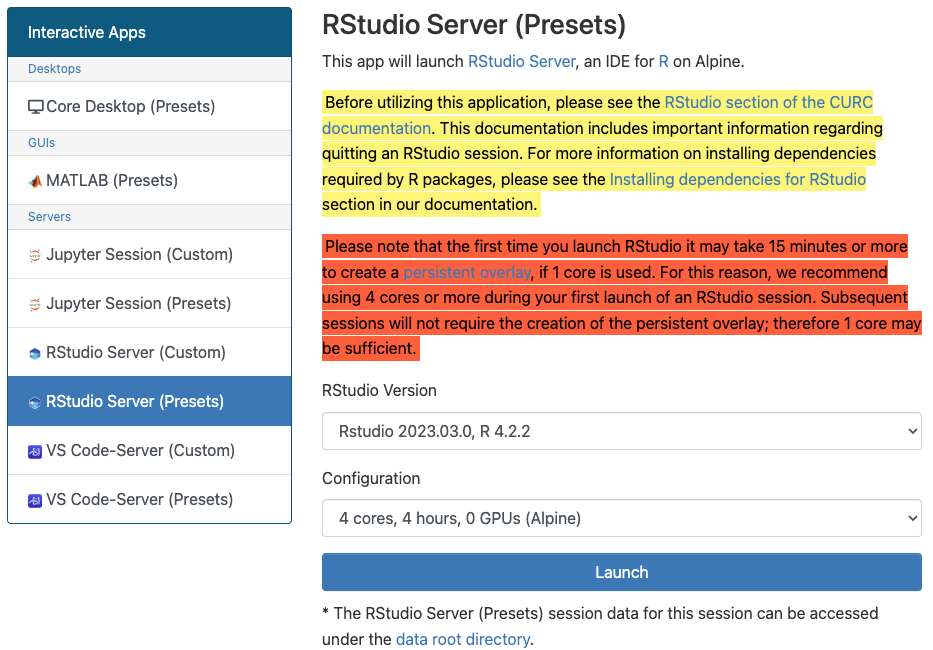 Interactive Apps
Desktops
Core Desktop (Presets)
GUIs
MATLAB (Presets)
Servers
Jupyter Session (Custom)
Jupyter Session (Presets)
RStudio Server (Custom)
RStudio Server (Presets)
VS Code-Server (Custom)
VS Code-Server (Presets)
RStudio Server (Presets)
This app will launch RStudio Server, an IDE for R on Alpine.
Before utilizing this application, please see the RStudio section of the CURC
documentation. This documentation includes important information regarding
quitting an RStudio session. For more information on installing dependencies
required by R packages, please see the Installing dependencies for RStudio
section in our documentation.
Please note that the first time you launch RStudio it may take 15 minutes or more
to create a persistent overlay, if 1 core is used. For this reason, we recommend
using 4 cores or more during your first launch of an RStudio session. Subsequent
sessions will not require the creation of the persistent overlay; therefore 1 core may
be sufficient.
RStudio Version
Rstudio 2023.03.0, R 4.2.2
Configuration
4 cores, 4 hours, 0 GPUs (Alpine)
Launch
* The RStudio Server (Presets) session data for this session can be accessed
under the data root directory.